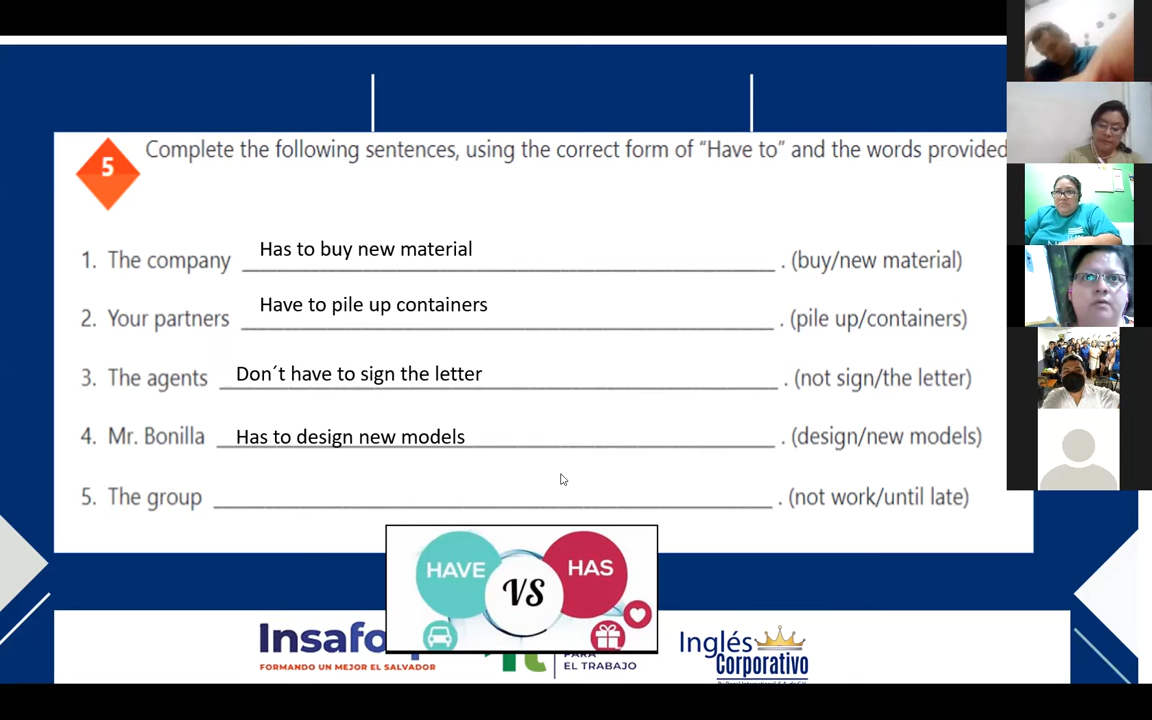 5
Complete the following sentences, using the correct form of “Have to” and the words provided
1. The company Has to buy new material . (buy/new material)
2. Your partners Have to pile up containers . (pile up/containers)
3. The agents Don´t have to sign the letter . (not sign/the letter)
4. Mr. Bonilla Has to design new models . (design/new models)
5. The group . (not work/until late)
HAVE VS HAS
Insafo
FORMANDO UN MEJOR EL SALVADOR
EL TRABAJO
Inglés
Corporativo